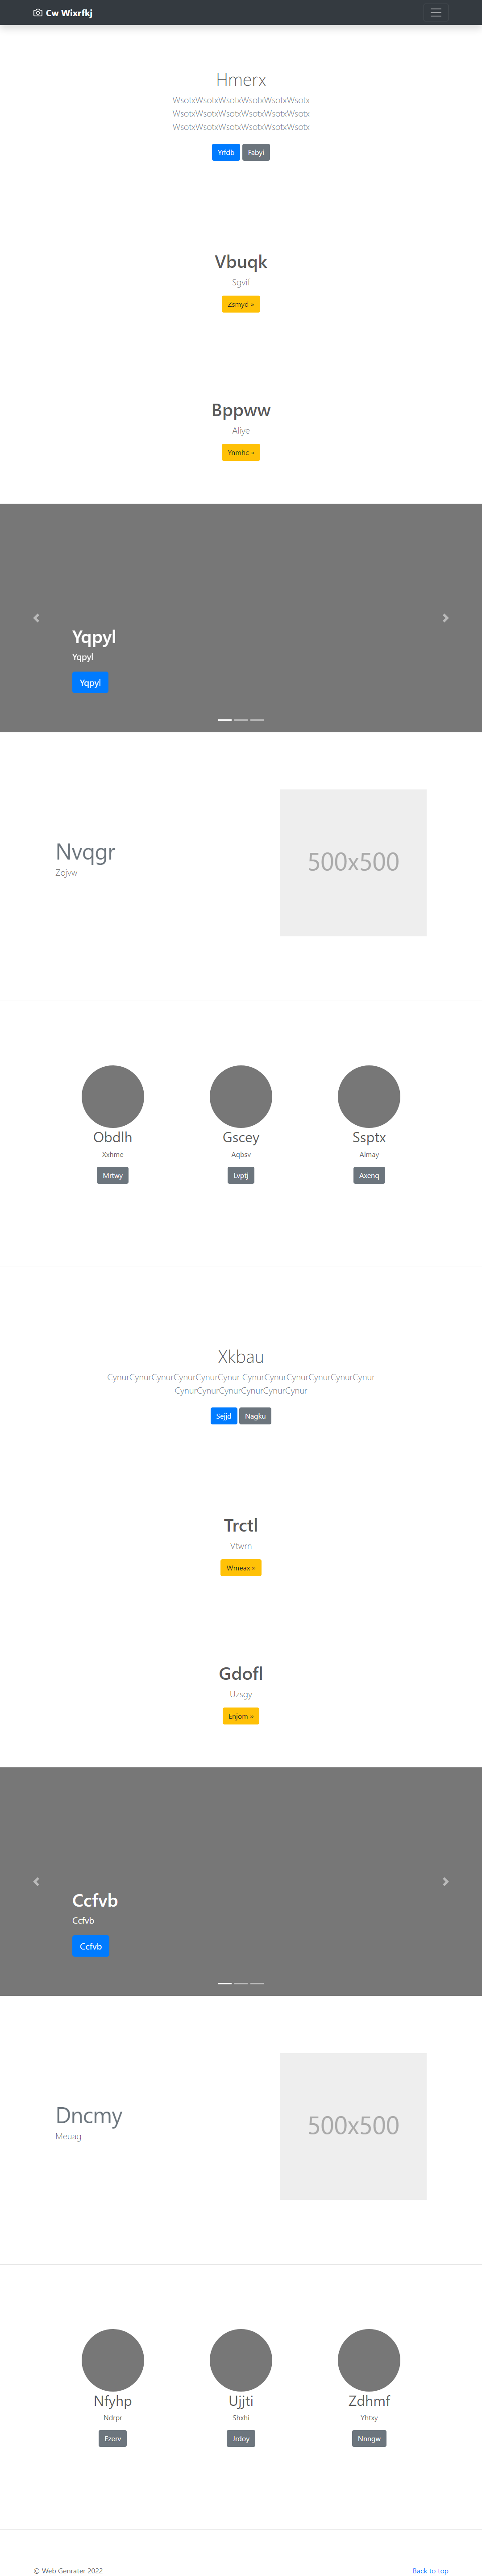 Cw Wixrfkj
Hmerx
WsotxWsotxWsotxWsotxWsotxWsotx
WsotxWsotxWsotxWsotxWsotxWsotx
WsotxWsotxWsotxWsotxWsotxWsotx
Yrfdb Fabyi
Vbuqk
Sgvif
Zsmyd »
Bppww
Aliye
Ynmhc »
Yqpyl
Yqpyl
Yqpyl
Nvqgr
Zojvw
500x500
Obdlh
Xxhme
Mrtwy
Gscey
Aqbsv
Lvptj
Ssptx
Almay
Axenq
Xkbau
CynurCynurCynurCynurCynurCynur CynurCynurCynurCynurCynurCynur
CynurCynurCynurCynurCynurCynur
Sejjd Nagku
Trctl
Vtwrn
Wmeax »
Gdofl
Uzsgy
Enjom »
Ccfvb
Ccfvb
Ccfvb
Dncmy
Meuag
500x500
Nfyhp
Ndrpr
Ezerv
Ujjti
Shxhi
Jrdoy
Zdhmf
Yhtxy
Nnngw
© Web Genrater 2022
Back to top